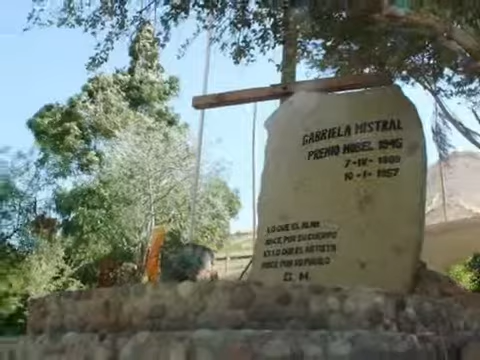 GABRIELA MISTRAL
PREMIO NOBEL 1945
7-IV-1889
10-I-1957
LO QUE EL ALMA
HACE POR SU CUERPO
ES LO QUE EL ARTISTA
HACE POR SU PUEBLO
G. M.